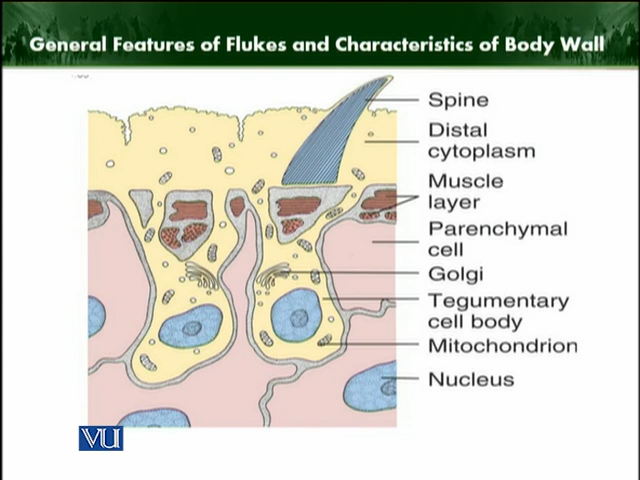 General Features of Flukes and Characteristics of Body Wall
Spine
Distal
cytoplasm
Muscle
layer
Parenchymal
cell
Golgi
Tegumentary
cell body
Mitochondrion
Nucleus
VU